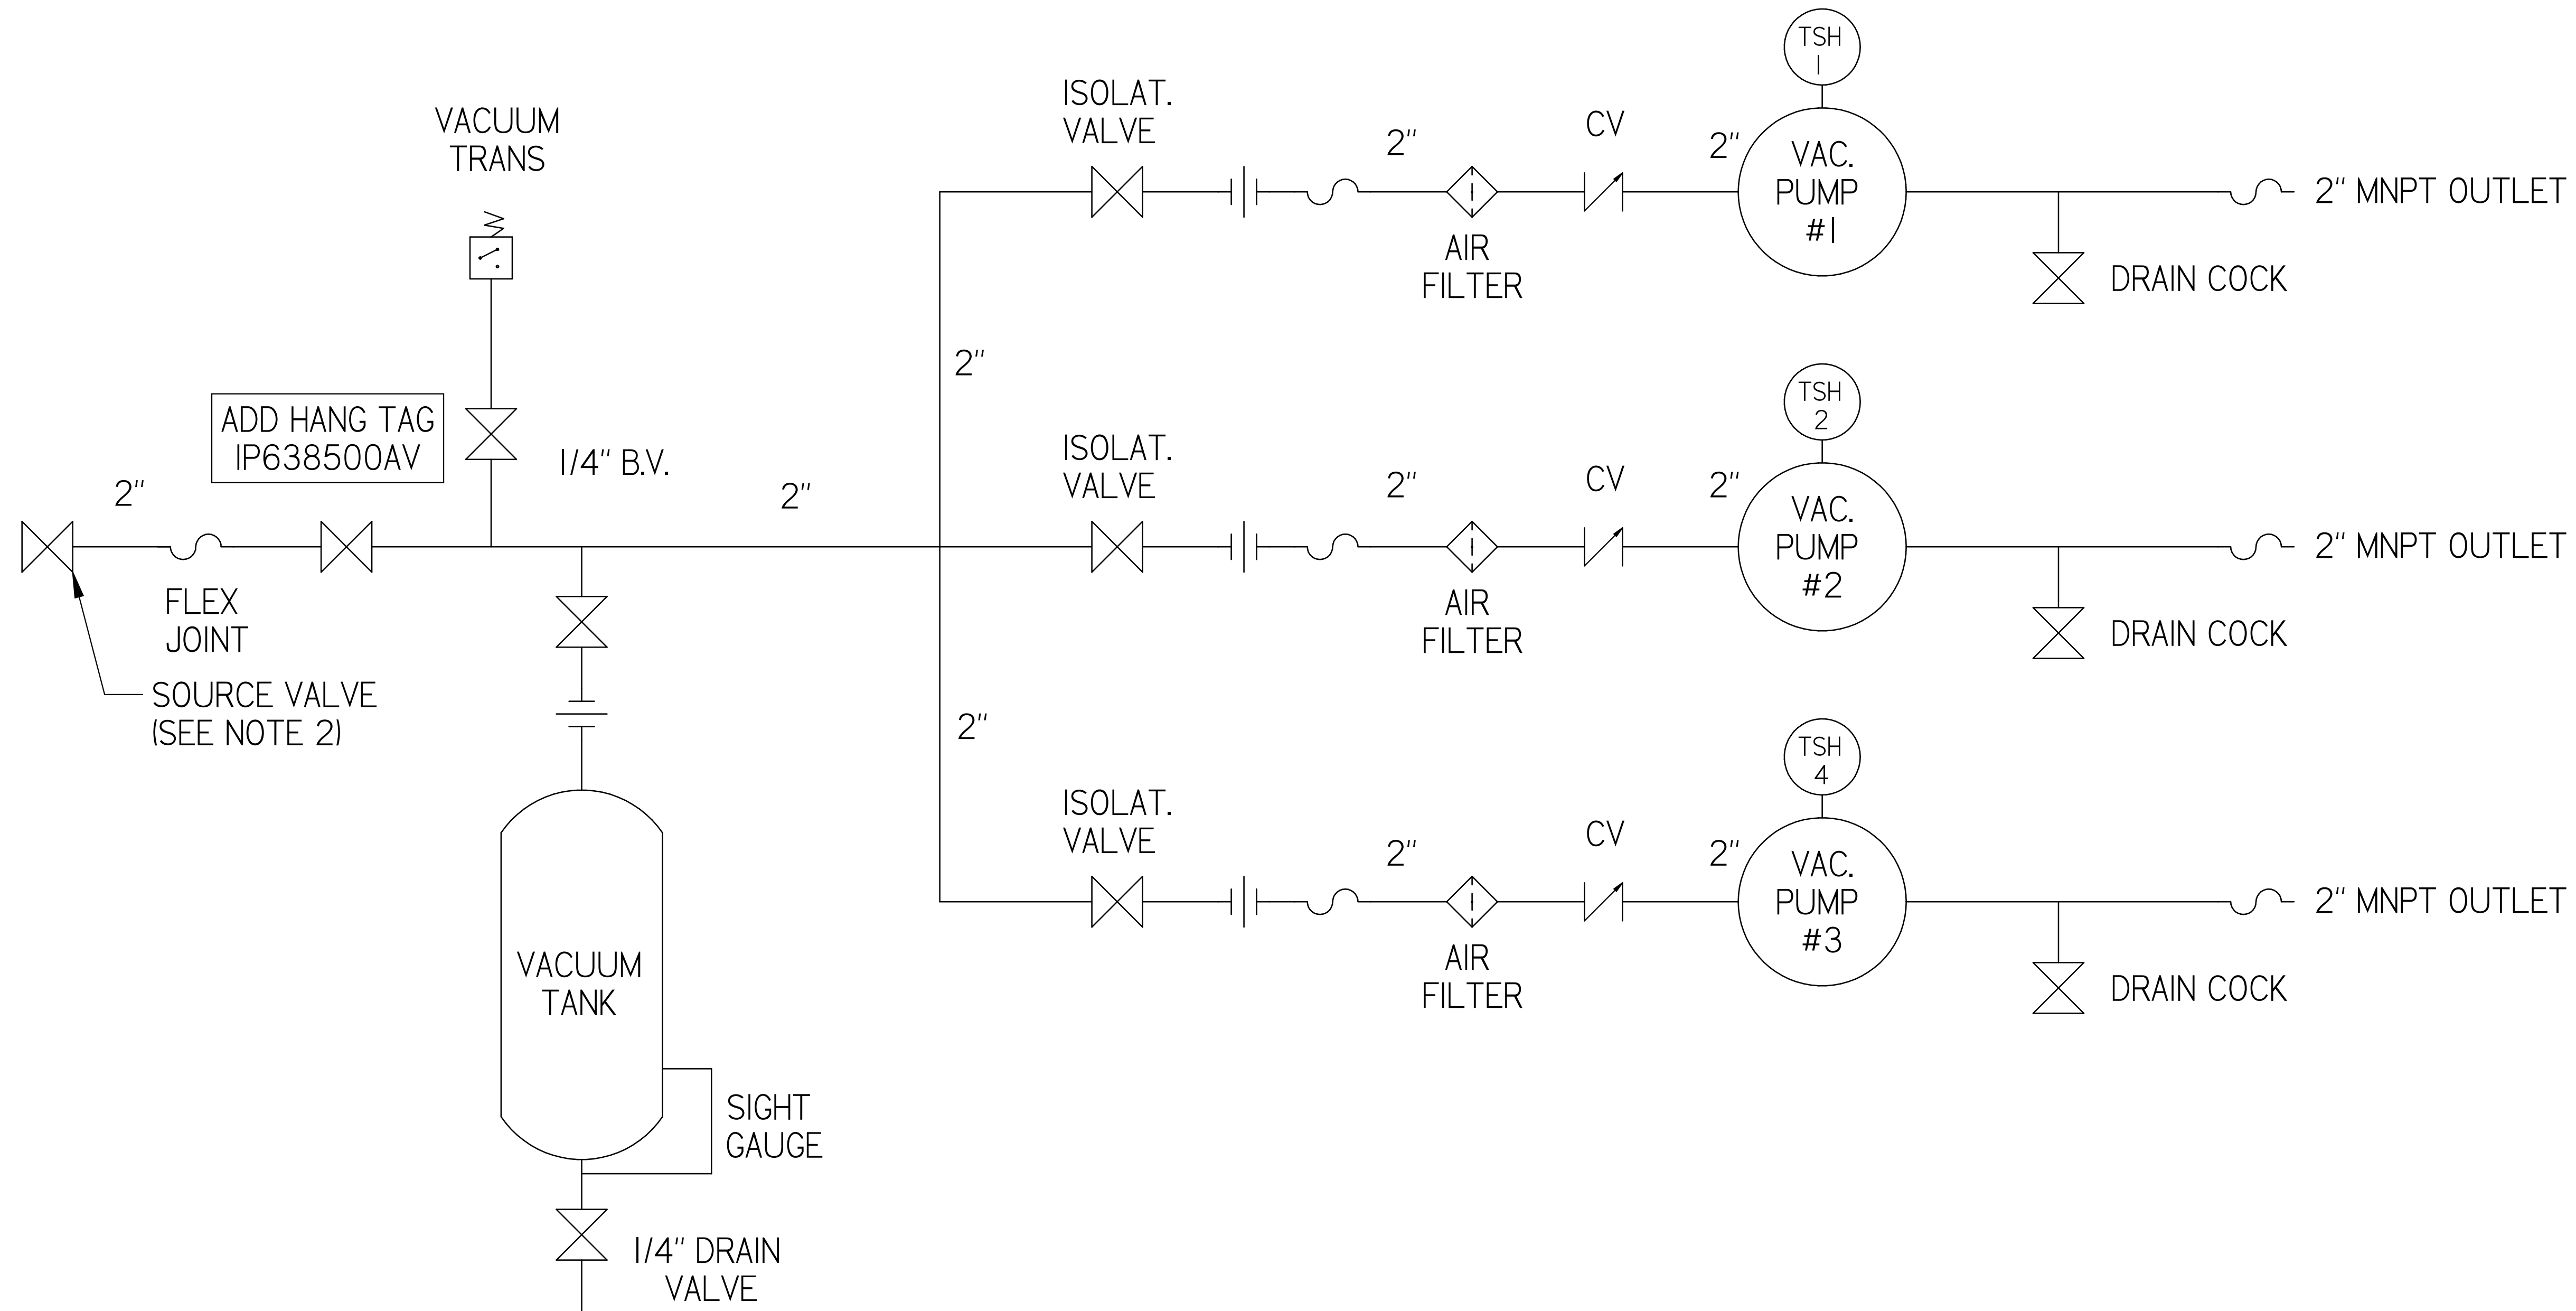 TSH
1
VACUUM
TRANS
ISOLAT.
VALVE
2"
CV
2"
VAC.
PUMP
#1
2" MNPT OUTLET
AIR
FILTER
DRAIN COCK
2"
TSH
2
ADD HANG TAG
IP638500AV
1/4" B.V.
2"
2"
ISOLAT.
VALVE
2"
CV
2"
VAC.
PUMP
#2
2" MNPT OUTLET
FLEX
JOINT
AIR
FILTER
DRAIN COCK
SOURCE VALVE
(SEE NOTE 2)
2"
TSH
4
ISOLAT.
VALVE
2"
CV
2"
VAC.
PUMP
#3
2" MNPT OUTLET
AIR
FILTER
DRAIN COCK
VACUUM
TANK
SIGHT
GAUGE
1/4" DRAIN
VALVE